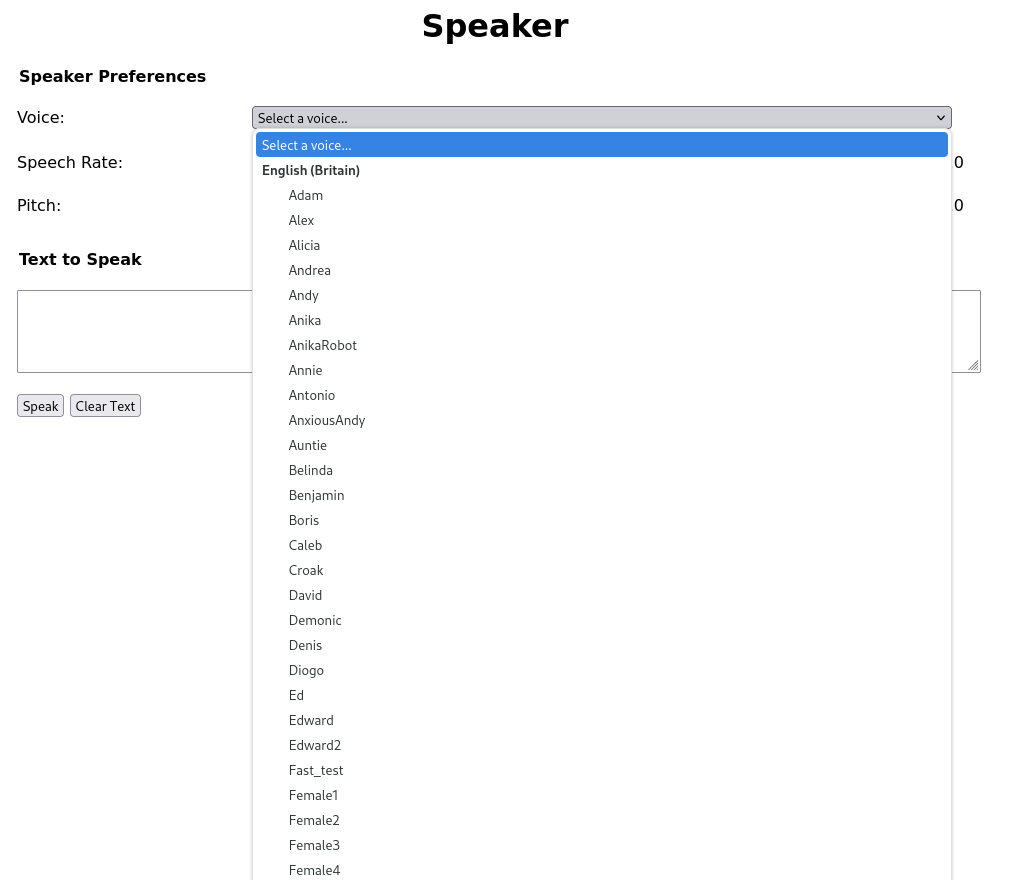 Speaker
Speaker Preferences
Voice:
Select a voice...
Select a voice...
English (Britain)
Adam
Alex
Alicia
Andrea
Andy
Anika
AnikaRobot
Annie
Antonio
AnxiousAndy
Auntie
Belinda
Benjamin
Boris
Caleb
Croak
David
Demonic
Denis
Diogo
Ed
Edward
Edward2
Fast_test
Female1
Female2
Female3
Female4
Speech Rate:
0
Pitch:
0
Text to Speak
Speak Clear Text